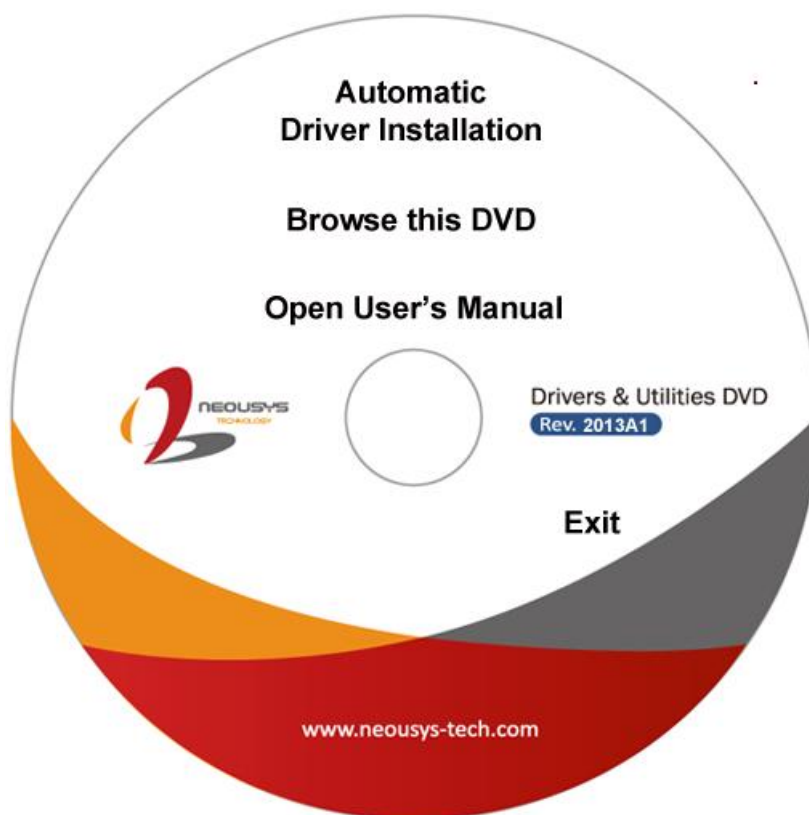 Automatic
Driver Installation
Browse this DVD
Open User's Manual
NEOUSYS
TECHNOLOGY
Drivers & Utilities DVD
Rev. 2013A1
Exit
www.neousys-tech.com